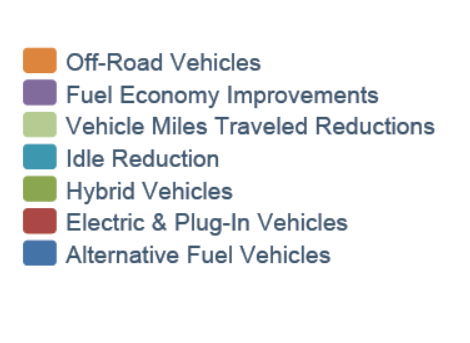 Off-Road Vehicles
Fuel Economy Improvements
Vehicle Miles Traveled Reductions
Idle Reduction
Hybrid Vehicles
Electric & Plug-In Vehicles
Alternative Fuel Vehicles